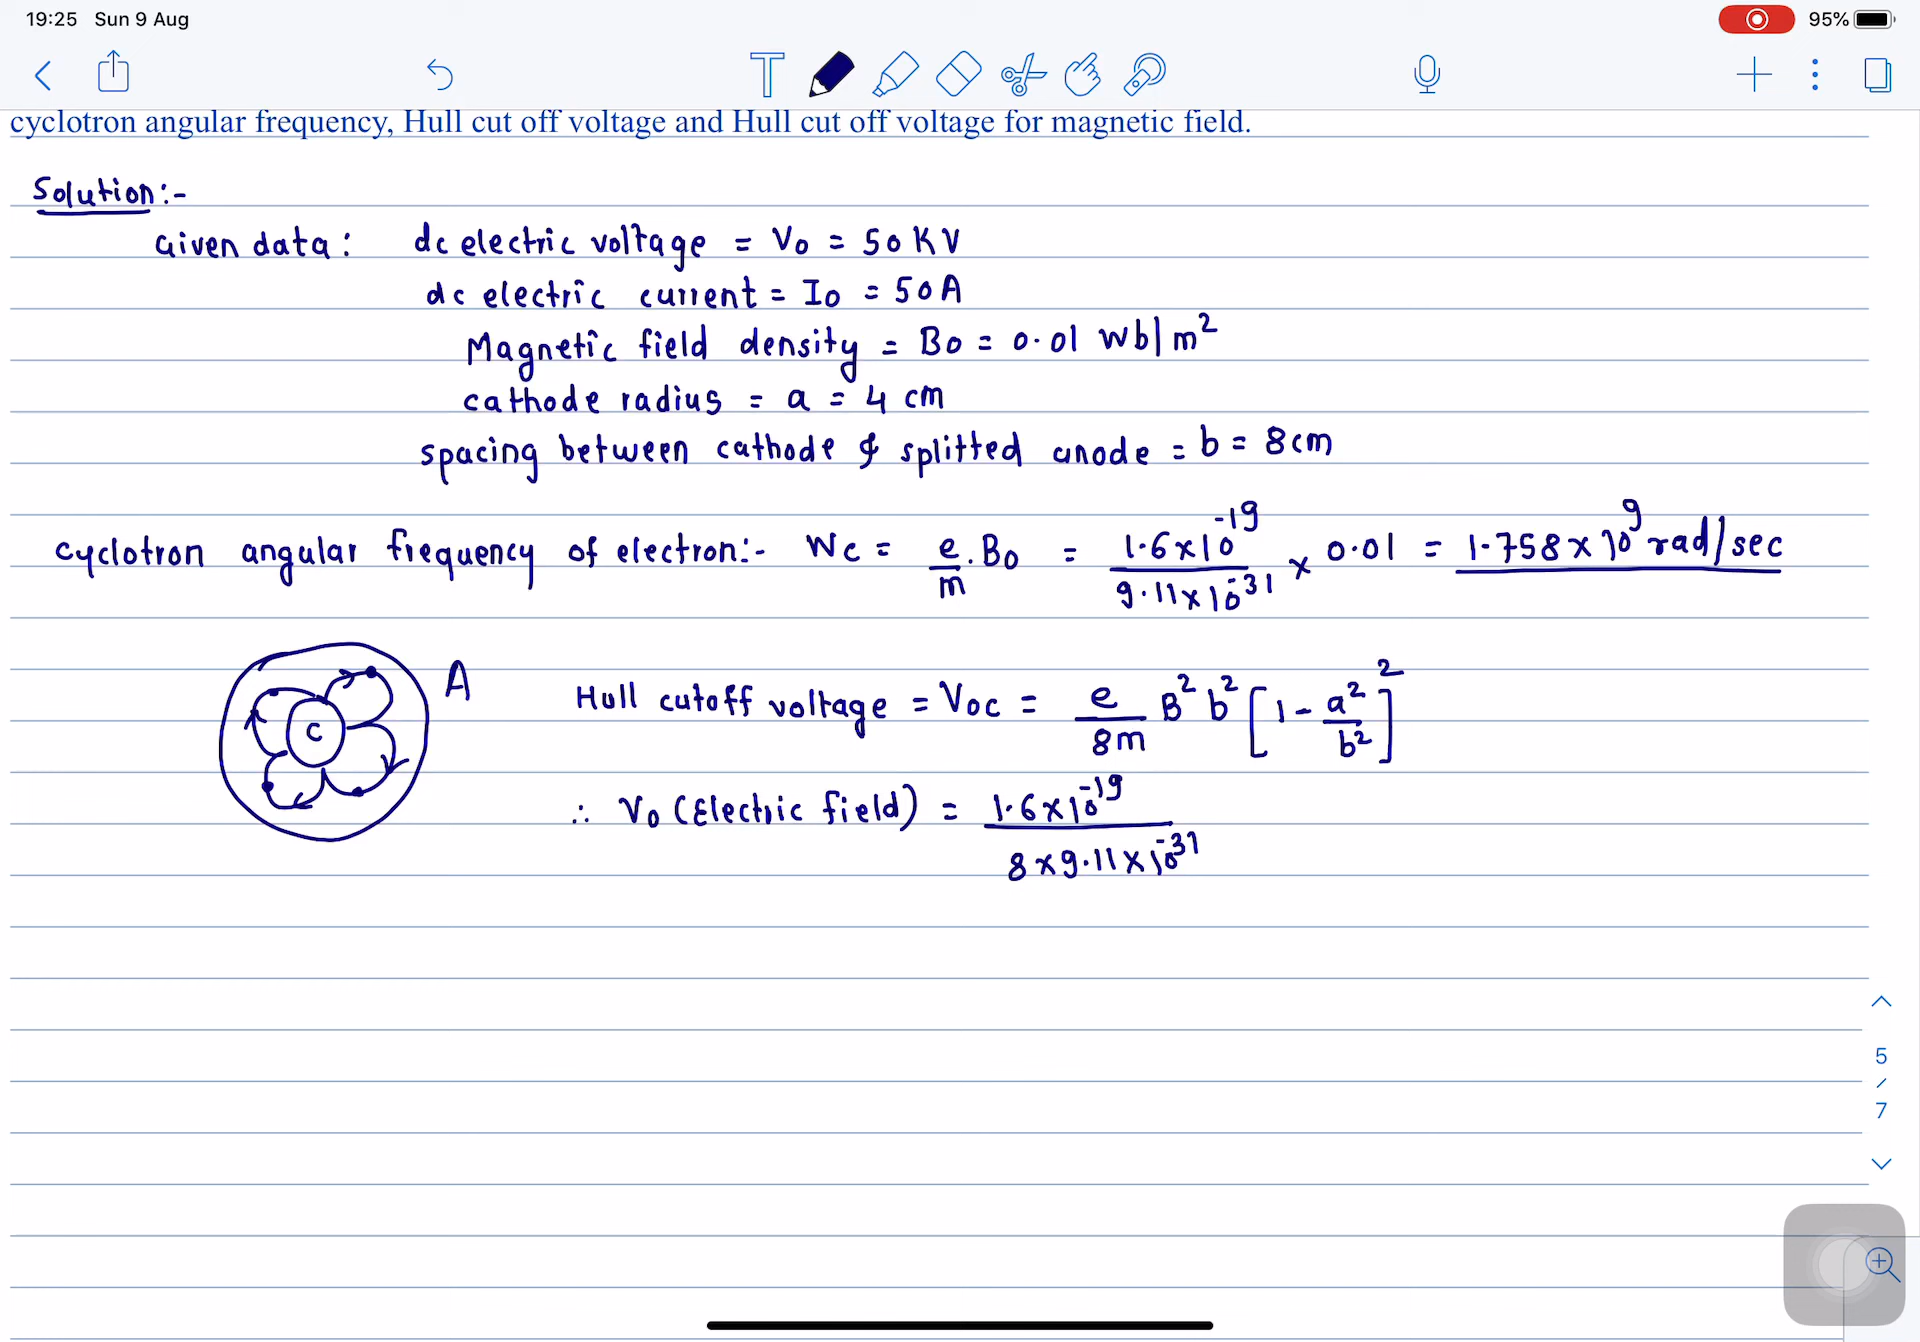 19:25 Sun 9 Aug 95%
cyclotron angular frequency, Hull cut off voltage and Hull cut off voltage for magnetic field.
Solution:-
Given data: dc electric voltage = V₀ = 50 KV
dc electric current = I₀ = 50A
Magnetic field density = B₀ = 0.01 Wb/m²
cathode radius = a = 4 cm
spacing between cathode & splitted anode = b = 8cm
cyclotron angular frequency of electron:- Wc = e/m . B₀ = 1.6×10⁻¹⁹ / 9.11×10⁻³¹ × 0.01 = 1.758 × 10⁹ rad/sec
A
C
Hull cutoff voltage = Voc = e/8m B² b² [1 - a²/b²]²
∴ V₀ (Electric field) = 1.6×10⁻¹⁹ / 8×9.11×10⁻³¹
5
/
7